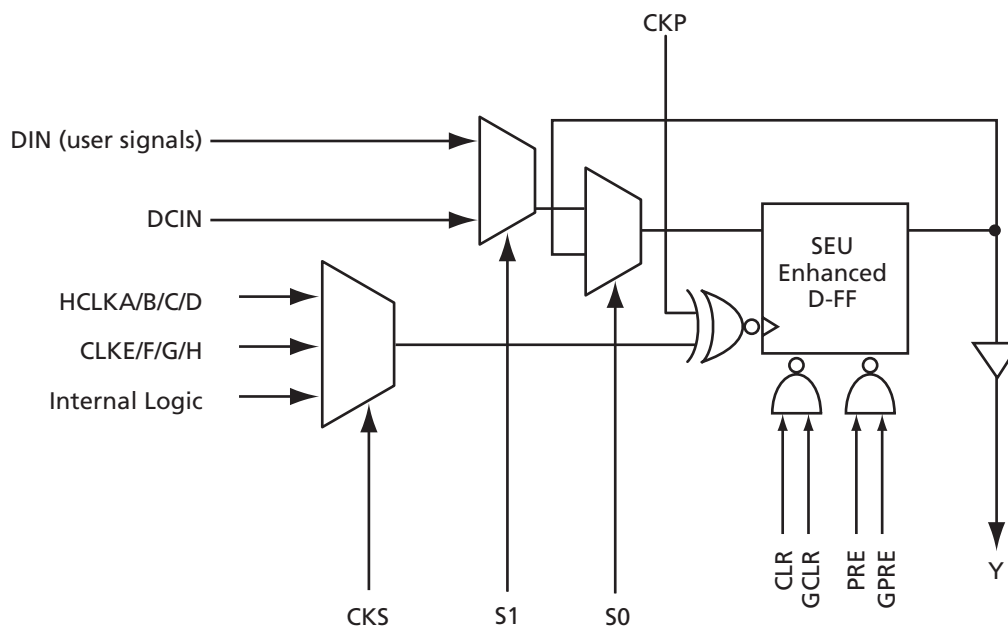 CKP
DIN (user signals)
DCIN
SEU
Enhanced
D-FF
HCLKA/B/C/D
CLKE/F/G/H
Internal Logic
CLR
GCLR
PRE
GPRE
Y
CKS
S1
S0